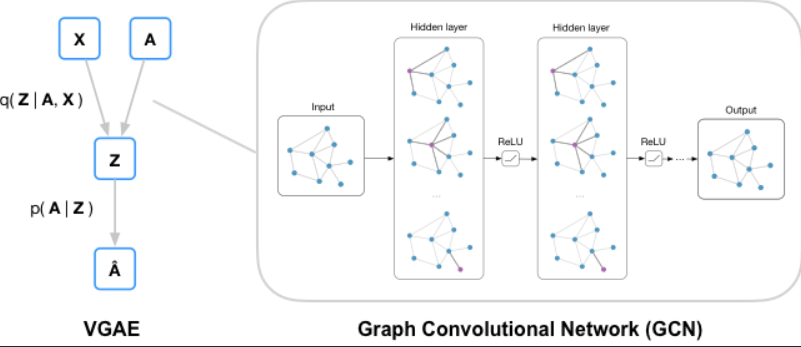 X
A
q( Z | A, X )
Z
p( A | Z )
Â
VGAE
Input
Hidden layer
...
ReLU
Hidden layer
...
ReLU
....
Output
Graph Convolutional Network (GCN)